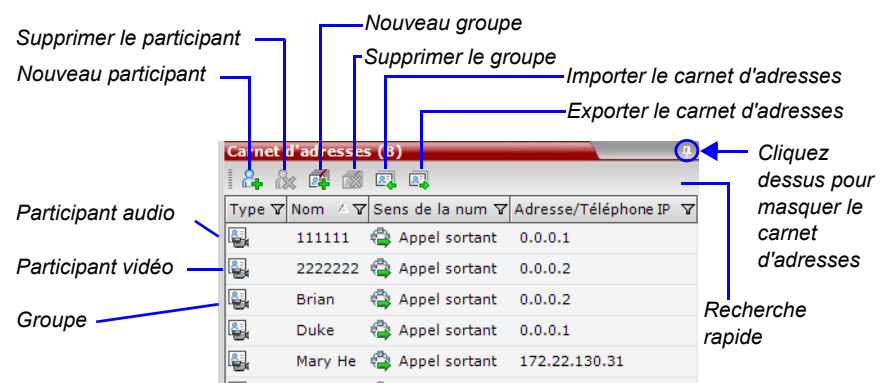 Nouveau groupe
Supprimer le participant
Supprimer le groupe
Nouveau participant
Importer le carnet d'adresses
Exporter le carnet d'adresses
Carnet d'adresses (8)
Cliquez
dessus pour
masquer le
carnet
d'adresses
Type Nom Sens de la num Adresse/Téléphone IP
Participant audio
111111 Appel sortant 0.0.0.1
Participant vidéo
2222222 Appel sortant 0.0.0.2
Groupe
Brian Appel sortant 0.0.0.2
Recherche
rapide
Duke Appel sortant 0.0.0.1
Mary He Appel sortant 172.22.130.31